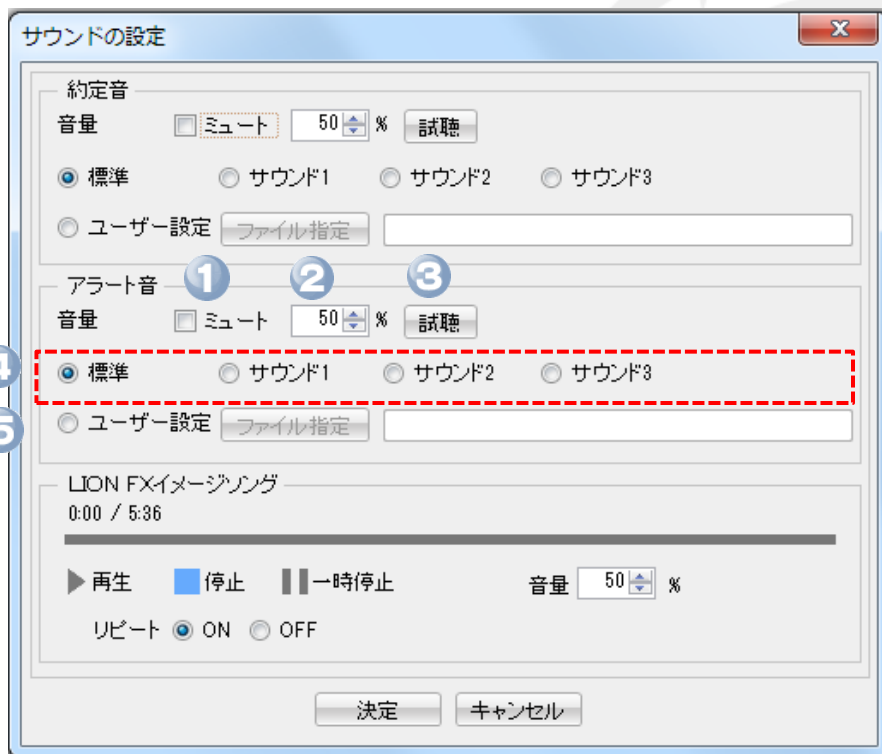 サウンドの設定
約定音
音量 ミュート 50 % 試聴
標準 サウンド1 サウンド2 サウンド3
ユーザー設定 ファイル指定
アラート音 1 2 3
音量 ミュート 50 % 試聴
4 標準 サウンド1 サウンド2 サウンド3
5 ユーザー設定 ファイル指定
LION FXイメージソング
0:00 / 5:36
再生 停止 一時停止 音量 50 %
リピート ON OFF
決定 キャンセル